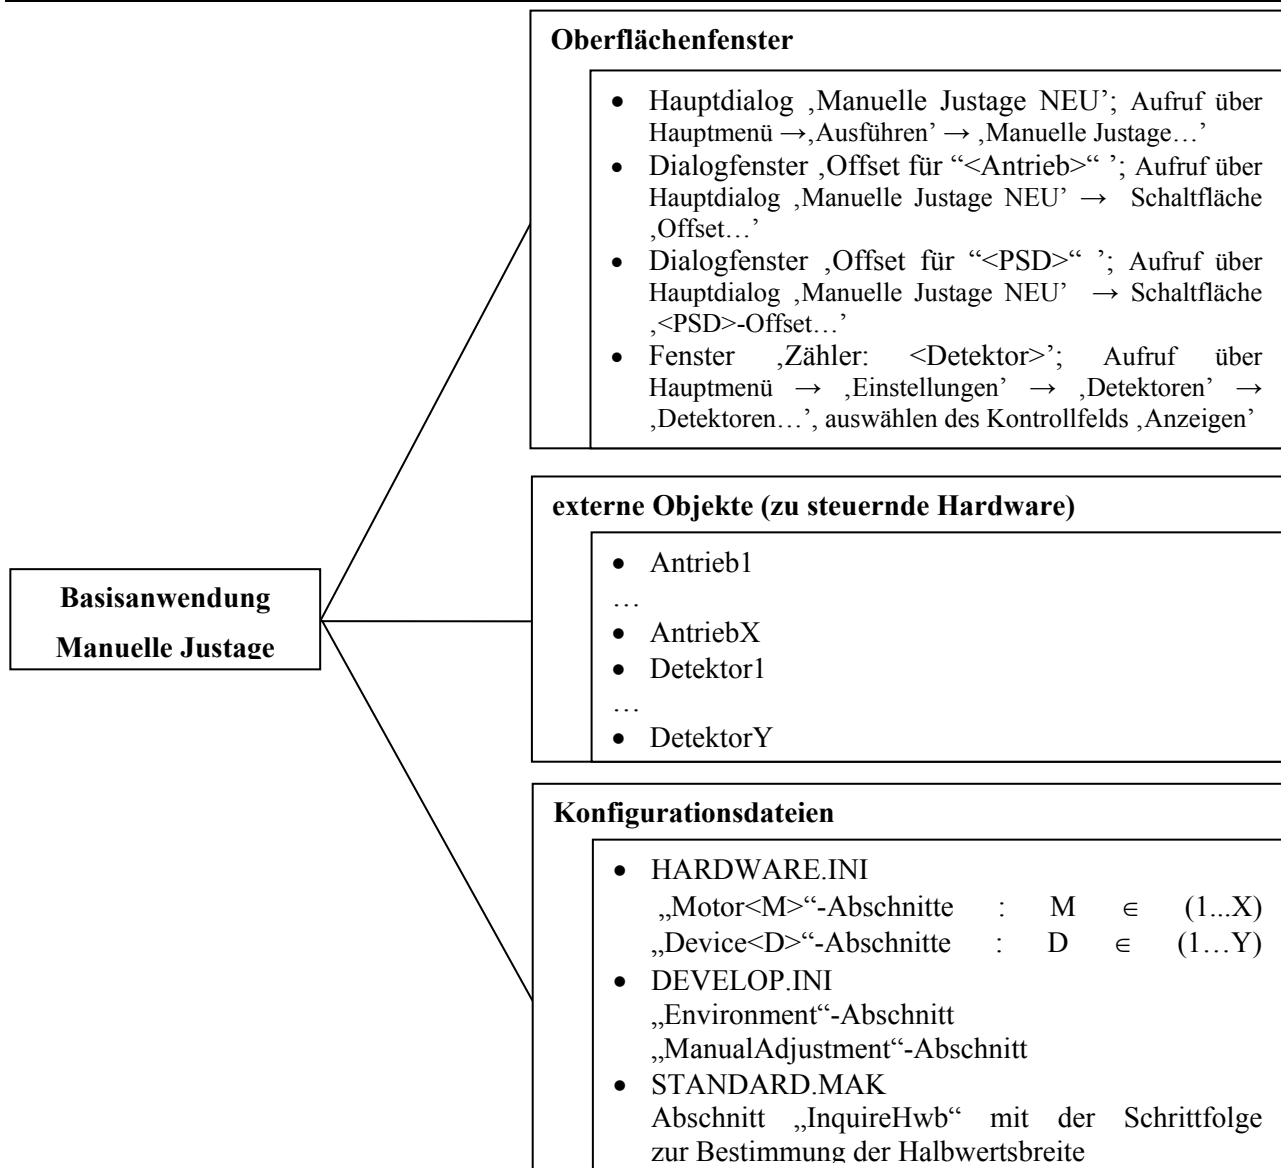 Oberflächenfenster
• Hauptdialog ‚Manuelle Justage NEU’; Aufruf über
Hauptmenü →‚Ausführen’ → ‚Manuelle Justage…’
• Dialogfenster ‚Offset für “<Antrieb>“ ’; Aufruf über
Hauptdialog ‚Manuelle Justage NEU’ → Schaltfläche
‚Offset…’
• Dialogfenster ‚Offset für “<PSD>“ ’; Aufruf über
Hauptdialog ‚Manuelle Justage NEU’ → Schaltfläche
‚<PSD>-Offset…’
• Fenster ‚Zähler: <Detektor>’; Aufruf über
Hauptmenü → ‚Einstellungen’ → ‚Detektoren’ →
‚Detektoren…’, auswählen des Kontrollfelds ‚Anzeigen’
externe Objekte (zu steuernde Hardware)
• Antrieb1
…
• AntriebX
• Detektor1
…
• DetektorY
Basisanwendung
Manuelle Justage
Konfigurationsdateien
• HARDWARE.INI
„Motor<M>“-Abschnitte : M ∈ (1...X)
„Device<D>“-Abschnitte : D ∈ (1…Y)
• DEVELOP.INI
„Environment“-Abschnitt
„ManualAdjustment“-Abschnitt
• STANDARD.MAK
Abschnitt „InquireHwb“ mit der Schrittfolge
zur Bestimmung der Halbwertsbreite